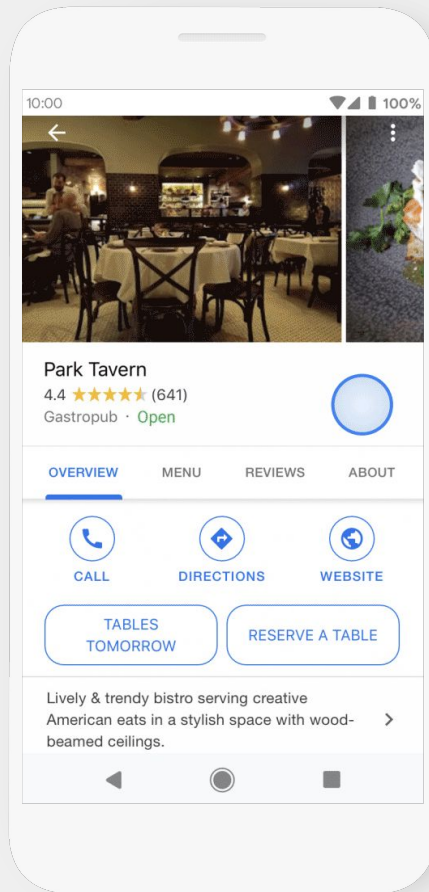 10:00 100%
Park Tavern
4.4 (641)
Gastropub · Open
OVERVIEW MENU REVIEWS ABOUT
CALL DIRECTIONS WEBSITE
TABLES
TOMORROW
RESERVE A TABLE
Lively & trendy bistro serving creative
American eats in a stylish space with wood-
beamed ceilings.